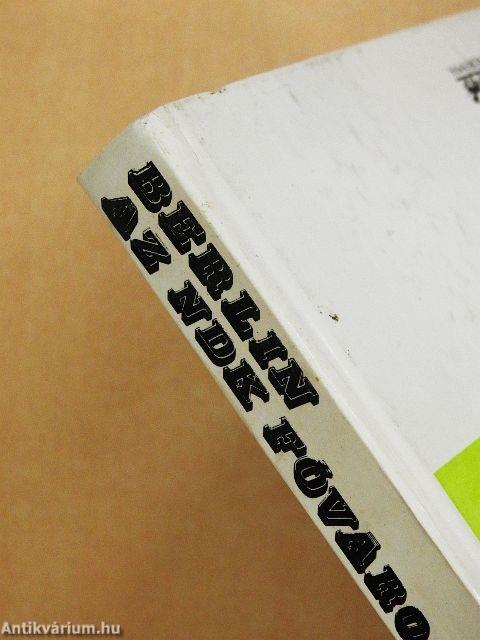 BERLIN
AZ NDK FŐVÁRO
Antikvárium.hu